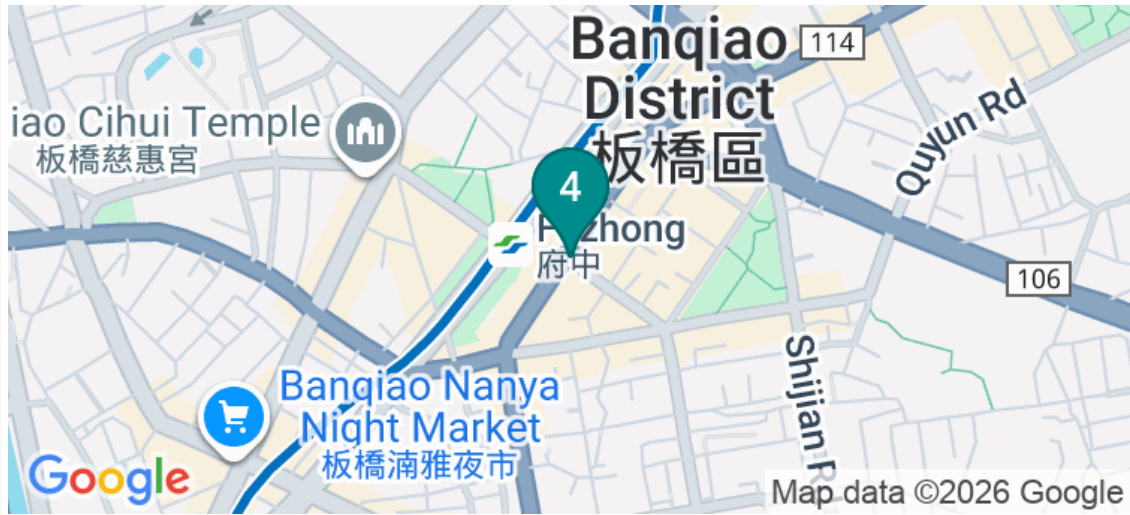 Banqiao
District
板橋區
114
Quyun Rd
iao Cihui Temple
板橋慈惠宮
4
府中
106
Shijian R
Banqiao Nanya
Night Market
板橋湳雅夜市
Google
Map data ©2026 Google